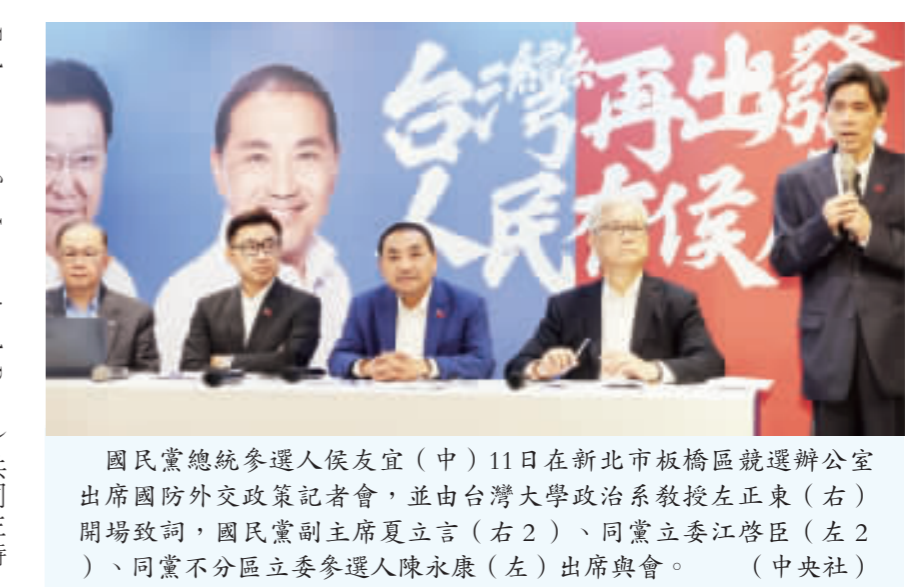 台灣再出發
人民有侯
國民黨總統參選人侯友宜（中）11日在新北市板橋區競選辦公室
出席國防外交政策記者會，並由台灣大學政治系教授左正東（右）
開場致詞，國民黨副主席夏立言（右2）、同黨立委江啓臣（左2
）、同黨不分區立委參選人陳永康（左）出席與會。　　（中央社）